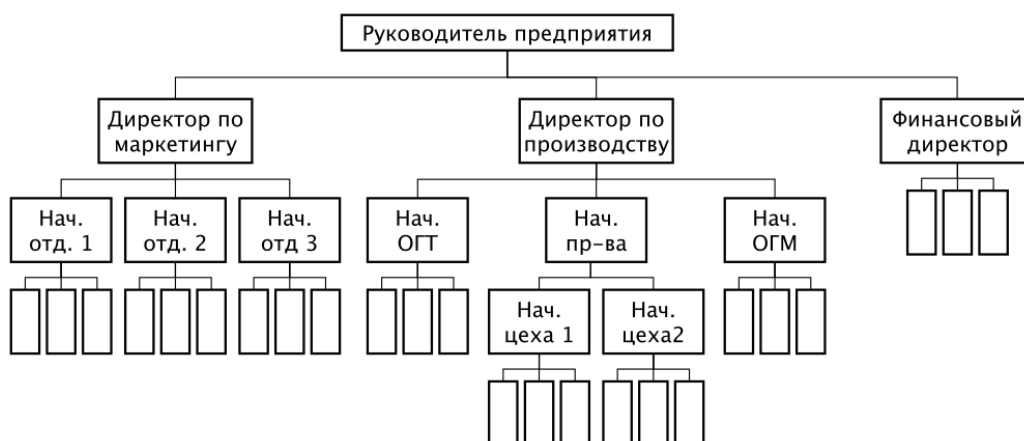 Руководитель предприятия
Директор по
маркетингу
Директор по
производству
Финансовый
директор
Нач.
отд. 1
Нач.
отд. 2
Нач.
отд 3
Нач.
ОГТ
Нач.
пр-ва
Нач.
ОГМ
Нач.
цеха 1
Нач.
цеха2